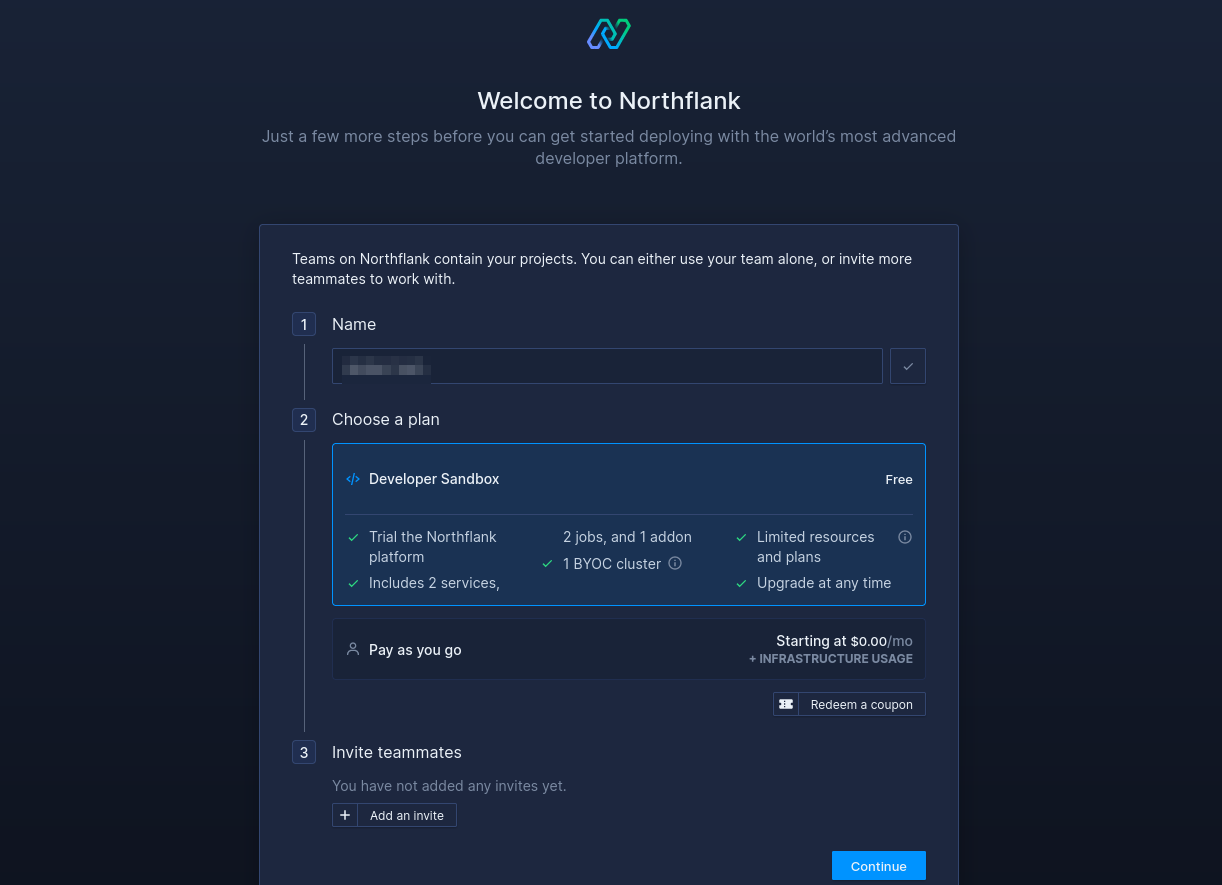 Welcome to Northflank
Just a few more steps before you can get started deploying with the world's most advanced
developer platform.
Teams on Northflank contain your projects. You can either use your team alone, or invite more
teammates to work with.
1 Name
2 Choose a plan
Developer Sandbox Free
Trial the Northflank
platform
Includes 2 services,
2 jobs, and 1 addon
1 BYOC cluster
Limited resources
and plans
Upgrade at any time
Pay as you go
Starting at $0.00/mo
+ INFRASTRUCTURE USAGE
Redeem a coupon
3 Invite teammates
You have not added any invites yet.
Add an invite
Continue